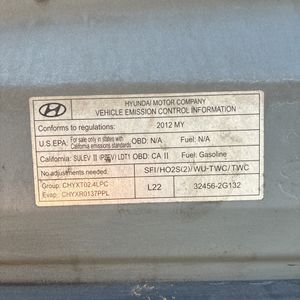 HYUNDAI MOTOR COMPANY
VEHICLE EMISSION CONTROL INFORMATION
Conforms to regulations: 2012 MY
U.S.EPA: For sale only in states with California emissions standards OBD: N/A Fuel: N/A
California: SULEV II (PZEV) LDT1 OBD: CA II Fuel: Gasoline
No adjustments needed. SFI/HO2S(2)/WU-TWC/TWC
Group: CHYXT02.4LPC L22 32456-2G132
Evap: CHYXR0137PPL